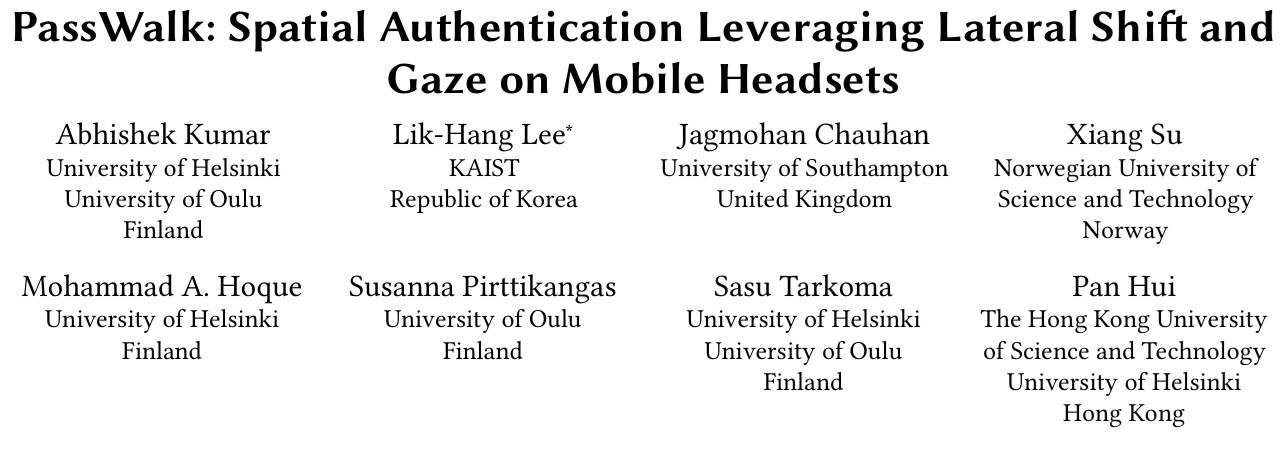 PassWalk: Spatial Authentication Leveraging Lateral Shift and
Gaze on Mobile Headsets
Abhishek Kumar
University of Helsinki
University of Oulu
Finland
Lik-Hang Lee*
KAIST
Republic of Korea
Jagmohan Chauhan
University of Southampton
United Kingdom
Xiang Su
Norwegian University of
Science and Technology
Norway
Mohammad A. Hoque
University of Helsinki
Finland
Susanna Pirttikangas
University of Oulu
Finland
Sasu Tarkoma
University of Helsinki
University of Oulu
Finland
Pan Hui
The Hong Kong University
of Science and Technology
University of Helsinki
Hong Kong